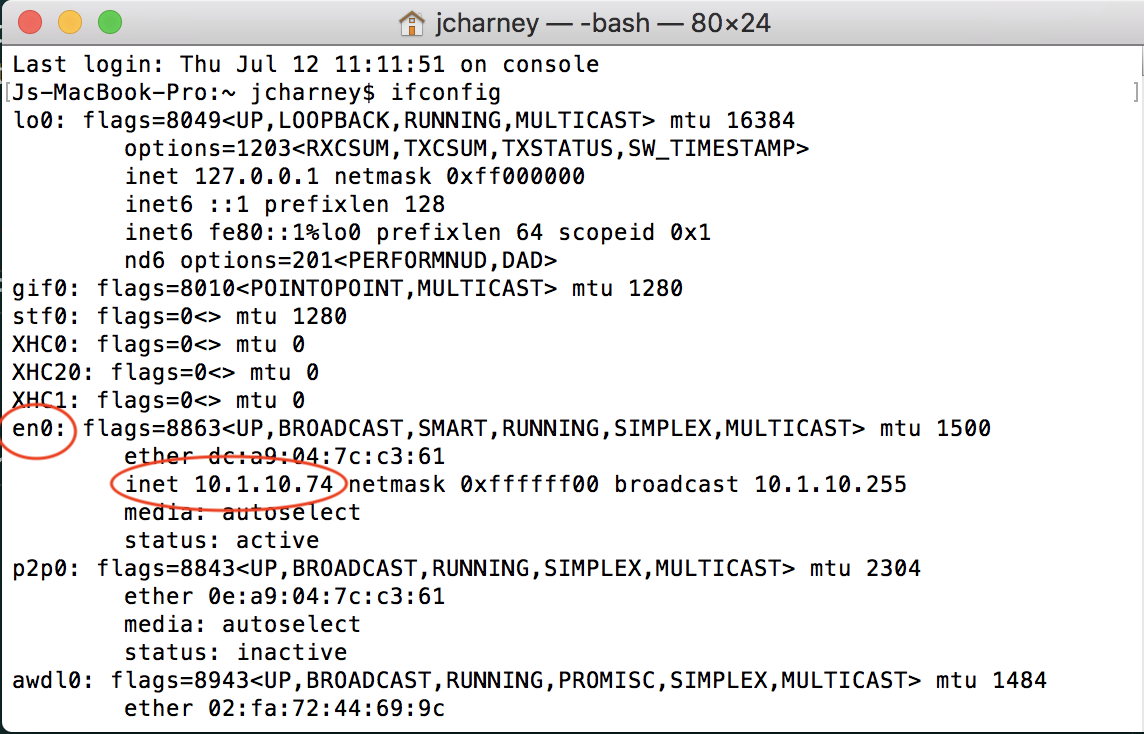 jcharney — -bash — 80×24
Last login: Thu Jul 12 11:11:51 on console
[Js-MacBook-Pro:~ jcharney$ ifconfig ]
lo0: flags=8049<UP,LOOPBACK,RUNNING,MULTICAST> mtu 16384
options=1203<RXCSUM,TXCSUM,TXSTATUS,SW_TIMESTAMP>
inet 127.0.0.1 netmask 0xff000000
inet6 ::1 prefixlen 128
inet6 fe80::1%lo0 prefixlen 64 scopeid 0x1
nd6 options=201<PERFORMNUD,DAD>
gif0: flags=8010<POINTOPOINT,MULTICAST> mtu 1280
stf0: flags=0<> mtu 1280
XHC0: flags=0<> mtu 0
XHC20: flags=0<> mtu 0
XHC1: flags=0<> mtu 0
en0: flags=8863<UP,BROADCAST,SMART,RUNNING,SIMPLEX,MULTICAST> mtu 1500
ether dc:a9:04:7c:c3:61
inet 10.1.10.74 netmask 0xffffff00 broadcast 10.1.10.255
media: autoselect
status: active
p2p0: flags=8843<UP,BROADCAST,RUNNING,SIMPLEX,MULTICAST> mtu 2304
ether 0e:a9:04:7c:c3:61
media: autoselect
status: inactive
awdl0: flags=8943<UP,BROADCAST,RUNNING,PROMISC,SIMPLEX,MULTICAST> mtu 1484
ether 02:fa:72:44:69:9c